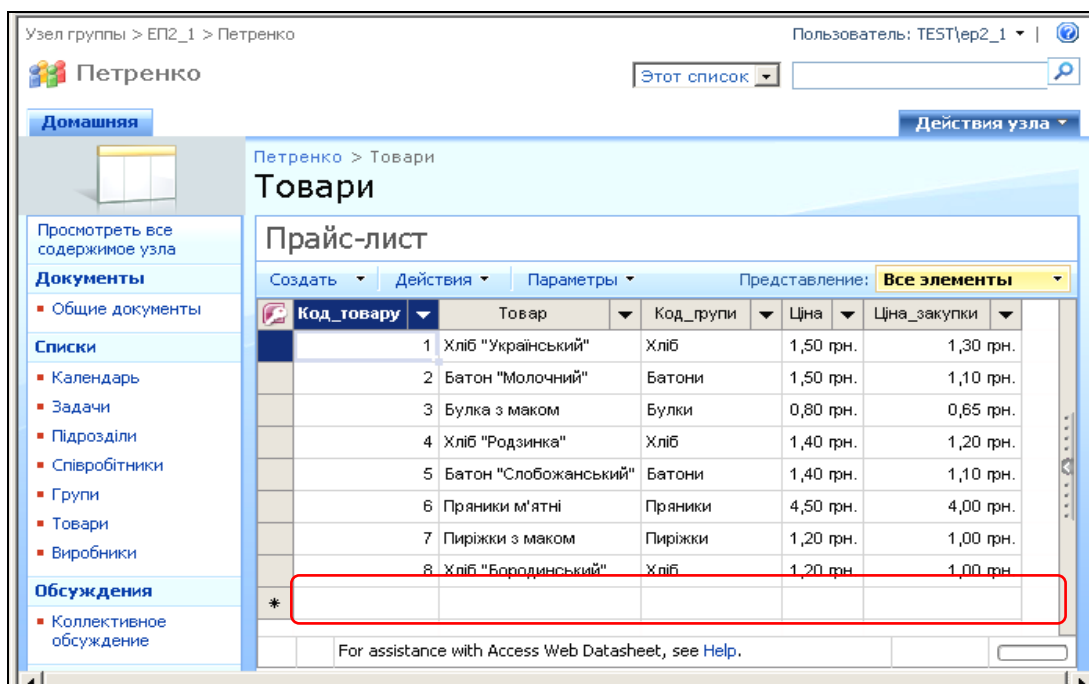 Узел группы > ЕП2_1 > Петренко
Пользователь: TEST\ep2_1
Петренко
Этот список
Домашняя
Действия узла
Петренко > Товари
Товари
Просмотреть все содержимое узла
Прайс-лист
Создать Действия Параметры Представление: Все элементы
Документы
Общие документы
Списки
Календарь
Задачи
Підрозділи
Співробітники
Групи
Товари
Виробники
Обсуждения
Коллективное обсуждение
Код_товару Товар Код_групи Ціна Ціна_закупки
1 Хліб "Український" Хліб 1,50 грн. 1,30 грн.
2 Батон "Молочний" Батони 1,50 грн. 1,10 грн.
3 Булка з маком Булки 0,80 грн. 0,65 грн.
4 Хліб "Родзинка" Хліб 1,40 грн. 1,20 грн.
5 Батон "Слобожанський" Батони 1,40 грн. 1,10 грн.
6 Пряники м'ятні Пряники 4,50 грн. 4,00 грн.
7 Пиріжки з маком Пиріжки 1,20 грн. 1,00 грн.
8 Хліб "Бородинський" Хліб 1,20 грн. 1,00 грн.
*
For assistance with Access Web Datasheet, see Help.